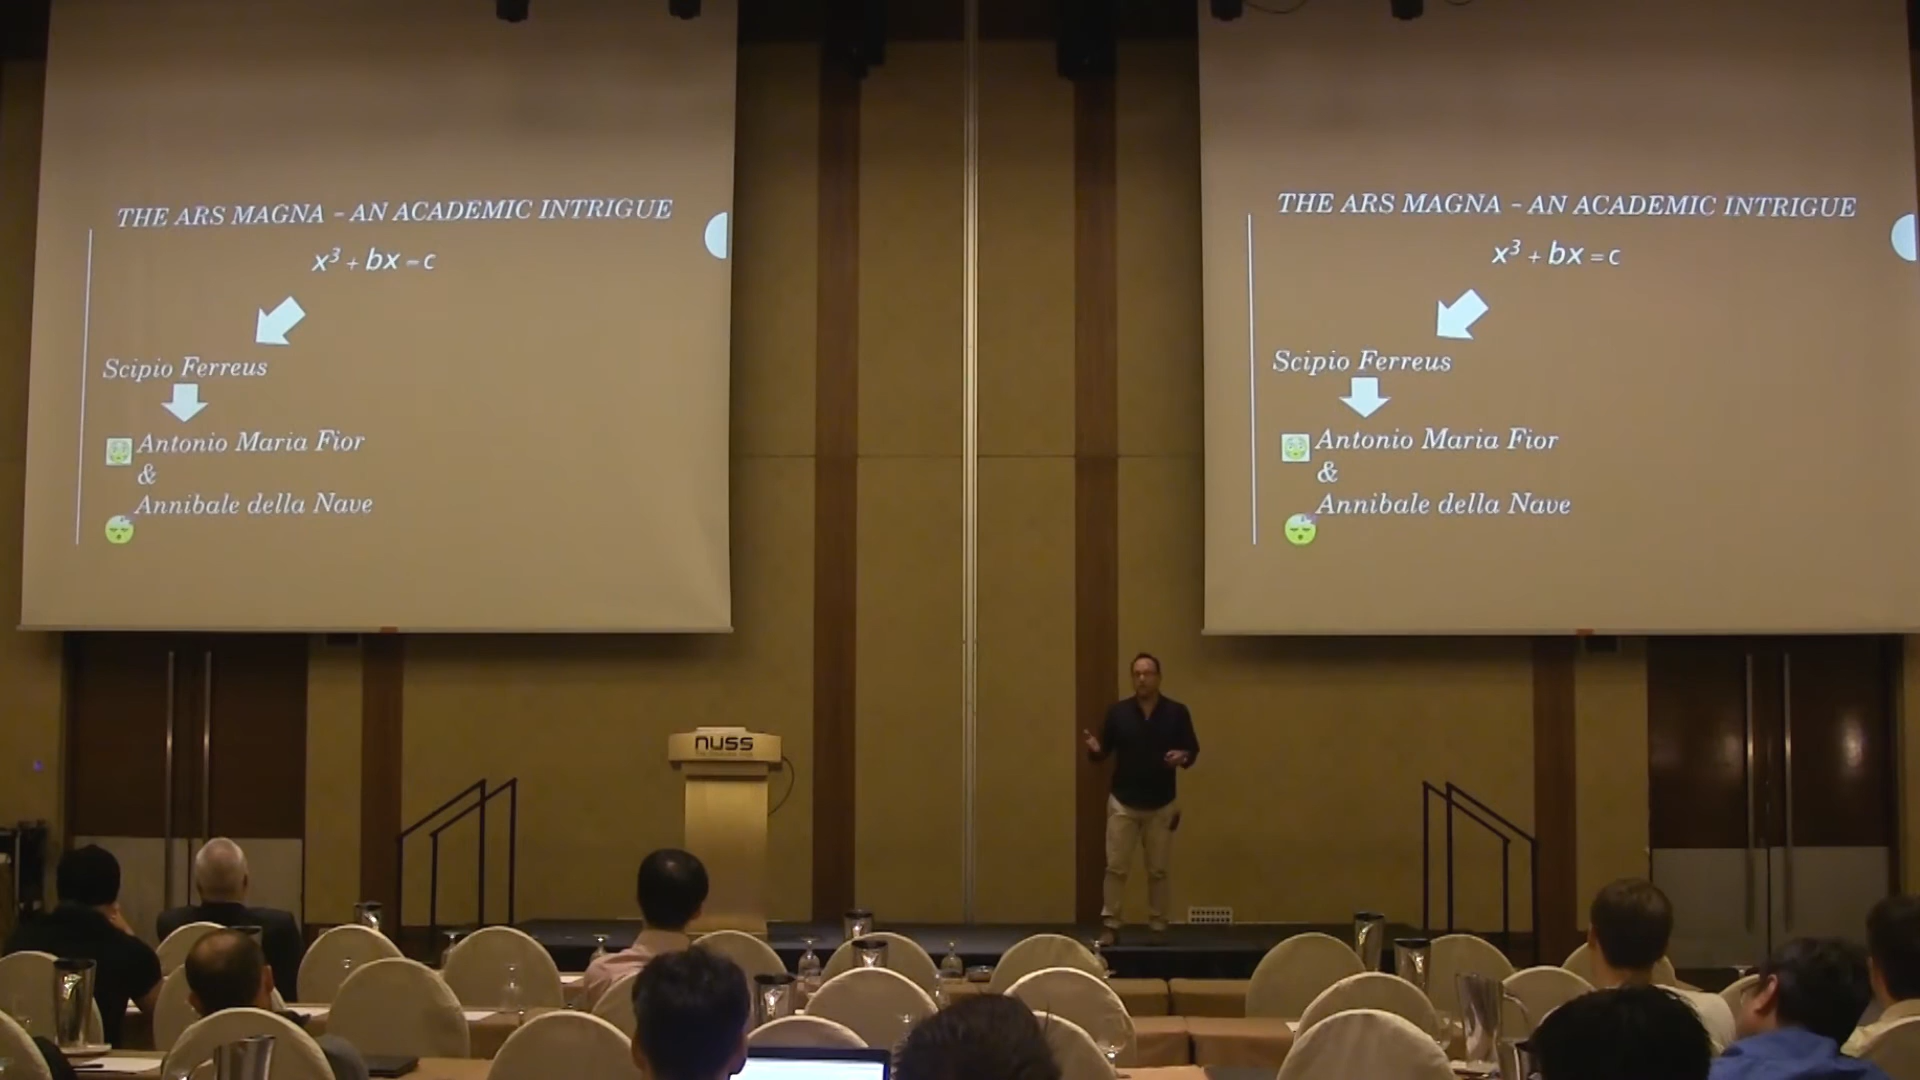 THE ARS MAGNA – AN ACADEMIC INTRIGUE
x³ + bx = c
Scipio Ferreus
Antonio Maria Fior
&
Annibale della Nave
THE ARS MAGNA – AN ACADEMIC INTRIGUE
x³ + bx = c
Scipio Ferreus
Antonio Maria Fior
&
Annibale della Nave
nuss